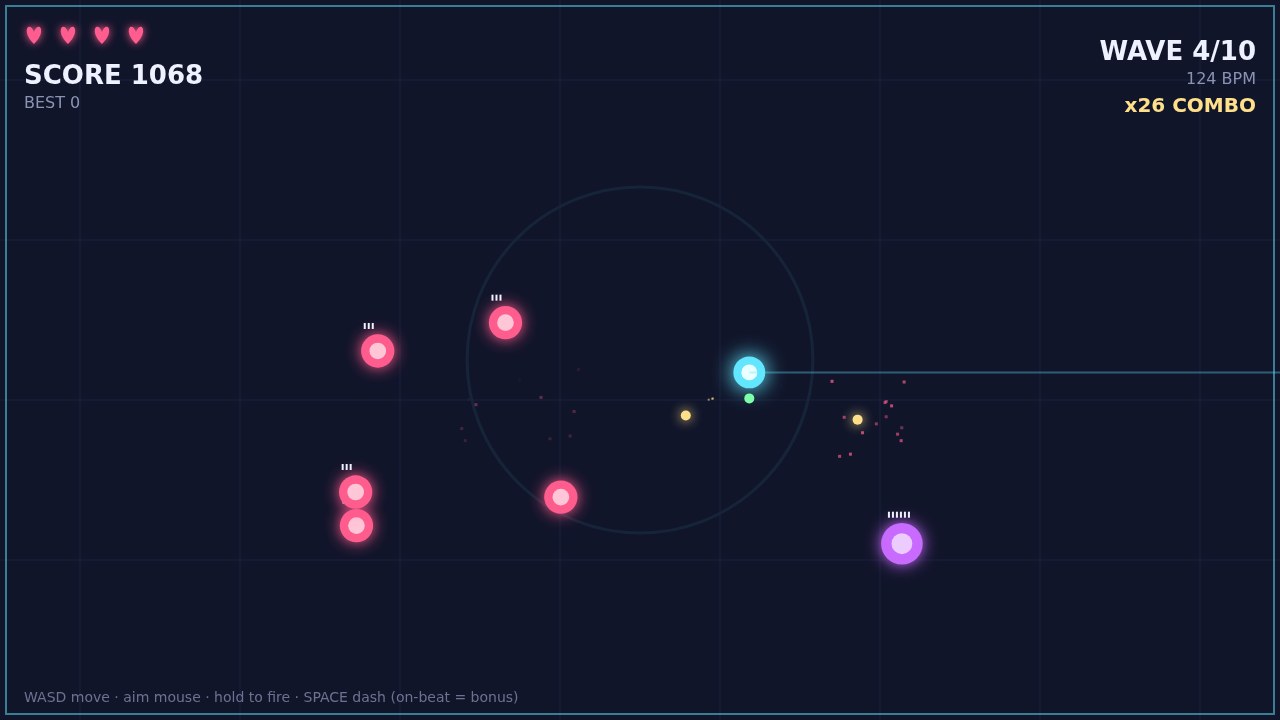 SCORE 1068
BEST 0
WAVE 4/10
124 BPM
x26 COMBO
WASD move · aim mouse · hold to fire · SPACE dash (on-beat = bonus)